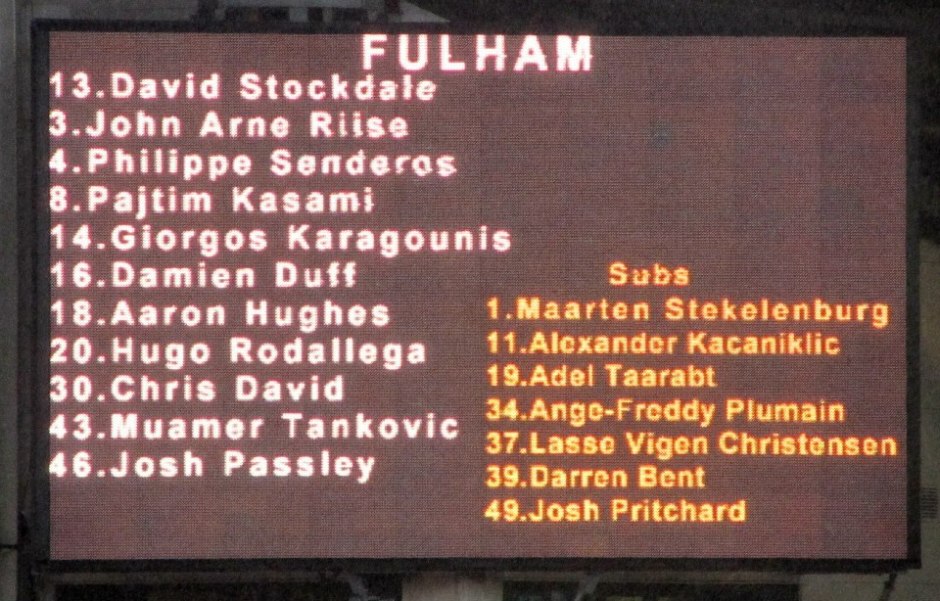 FULHAM
13.David Stockdale
3.John Arne Riise
4.Philippe Senderos
8.Pajtim Kasami
14.Giorgos Karagounis
16.Damien Duff
18.Aaron Hughes
20.Hugo Rodallega
30.Chris David
43.Muamer Tankovic
46.Josh Passley
Subs
1.Maarten Stekelenburg
11.Alexander Kacaniklic
19.Adel Taarabt
34.Ange-Freddy Plumain
37.Lasse Vigen Christensen
39.Darren Bent
49.Josh Pritchard